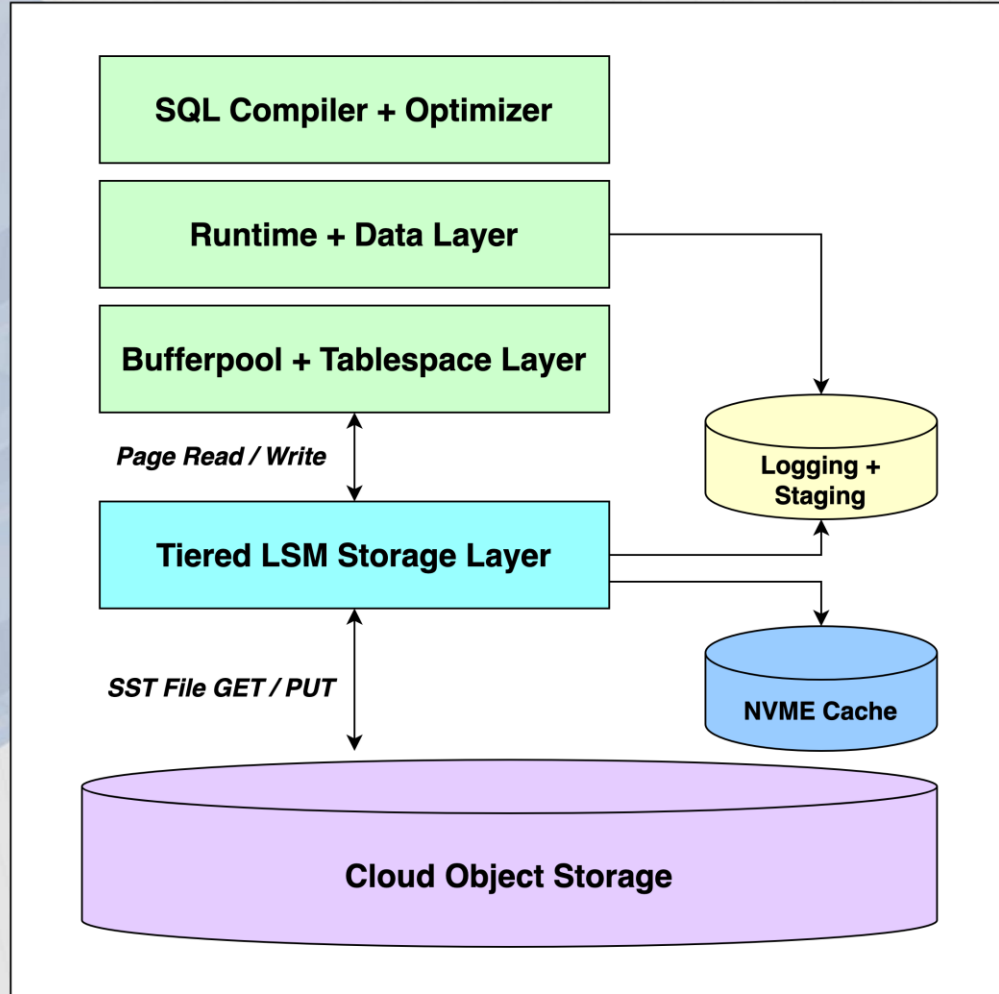 SQL Compiler + Optimizer
Runtime + Data Layer
Bufferpool + Tablespace Layer
Page Read / Write
Logging +
Staging
Tiered LSM Storage Layer
SST File GET / PUT
NVME Cache
Cloud Object Storage